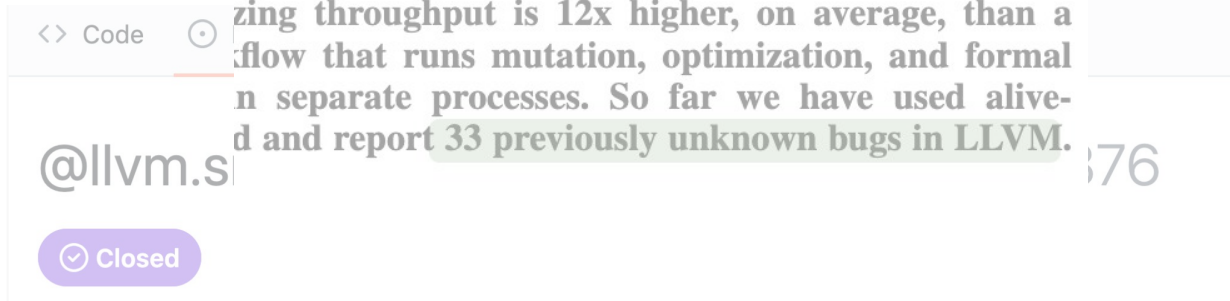 zing throughput is 12x higher, on average, than a
<> Code
flow that runs mutation, optimization, and formal
n separate processes. So far we have used alive-
d and report 33 previously unknown bugs in LLVM.
@llvm.s 376
Closed